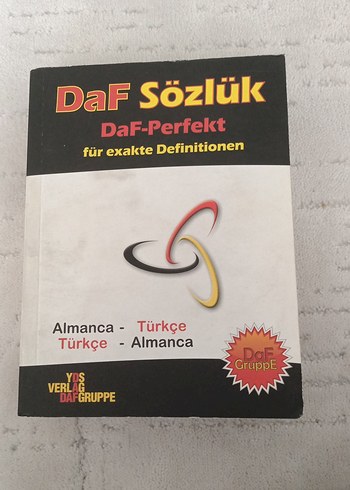 DaF Sözlük
DaF-Perfekt
für exakte Definitionen
Almanca - Türkçe
Türkçe - Almanca
DaF
GruppE
YDS
VERLAG
DAFGRUPPE